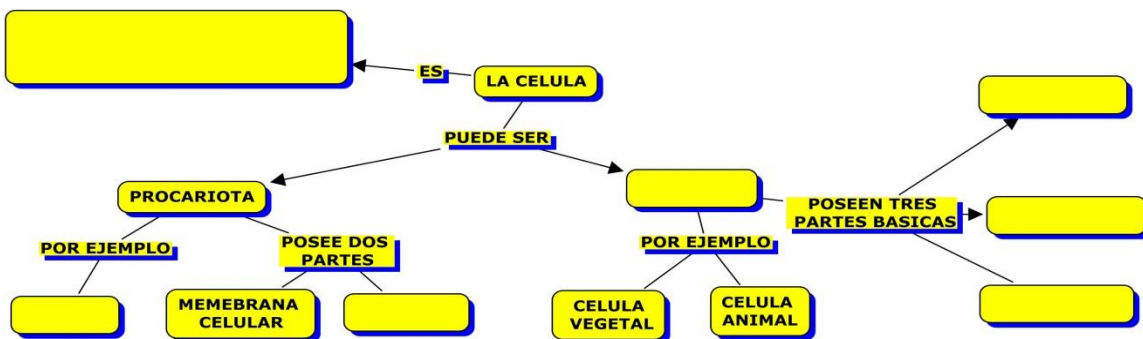 ES
LA CELULA
PUEDE SER
PROCARIOTA
POR EJEMPLO
POSEE DOS
PARTES
MEMEBRANA
CELULAR
POR EJEMPLO
CELULA
VEGETAL
CELULA
ANIMAL
POSEEN TRES
PARTES BASICAS